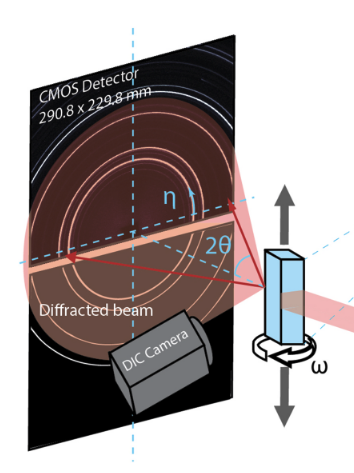 CMOS Detector
290.8 x 229.8 mm
η
2θ
Diffracted beam
DIC Camera
ω